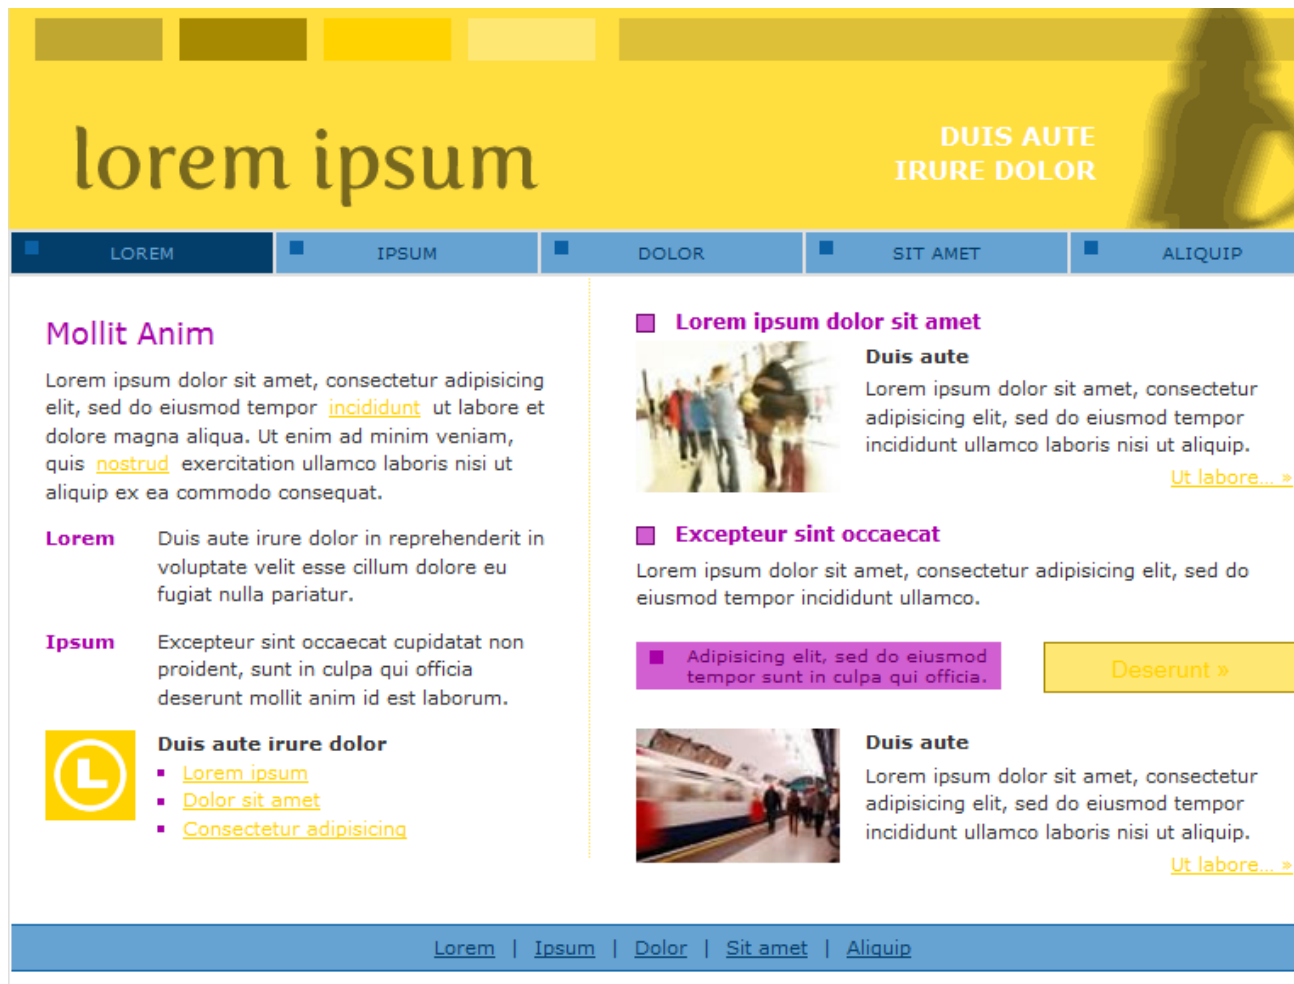 lorem ipsum
DUIS AUTE
IRURE DOLOR
LOREM
IPSUM
DOLOR
SIT AMET
ALIQUIP
Mollit Anim
Lorem ipsum dolor sit amet, consectetur adipisicing
elit, sed do eiusmod tempor incididunt ut labore et
dolore magna aliqua. Ut enim ad minim veniam,
quis nostrud exercitation ullamco laboris nisi ut
aliquip ex ea commodo consequat.
Lorem
Duis aute irure dolor in reprehenderit in
voluptate velit esse cillum dolore eu
fugiat nulla pariatur.
Ipsum
Excepteur sint occaecat cupidatat non
proident, sunt in culpa qui officia
deserunt mollit anim id est laborum.
L
Duis aute irure dolor
Lorem ipsum
Dolor sit amet
Consectetur adipisicing
Lorem ipsum dolor sit amet
Duis aute
Lorem ipsum dolor sit amet, consectetur
adipisicing elit, sed do eiusmod tempor
incididunt ullamco laboris nisi ut aliquip.
Ut labore... »
Excepteur sint occaecat
Lorem ipsum dolor sit amet, consectetur adipisicing elit, sed do
eiusmod tempor incididunt ullamco.
Adipisicing elit, sed do eiusmod
tempor sunt in culpa qui officia.
Deserunt »
Duis aute
Lorem ipsum dolor sit amet, consectetur
adipisicing elit, sed do eiusmod tempor
incididunt ullamco laboris nisi ut aliquip.
Ut labore... »
Lorem | Ipsum | Dolor | Sit amet | Aliquip